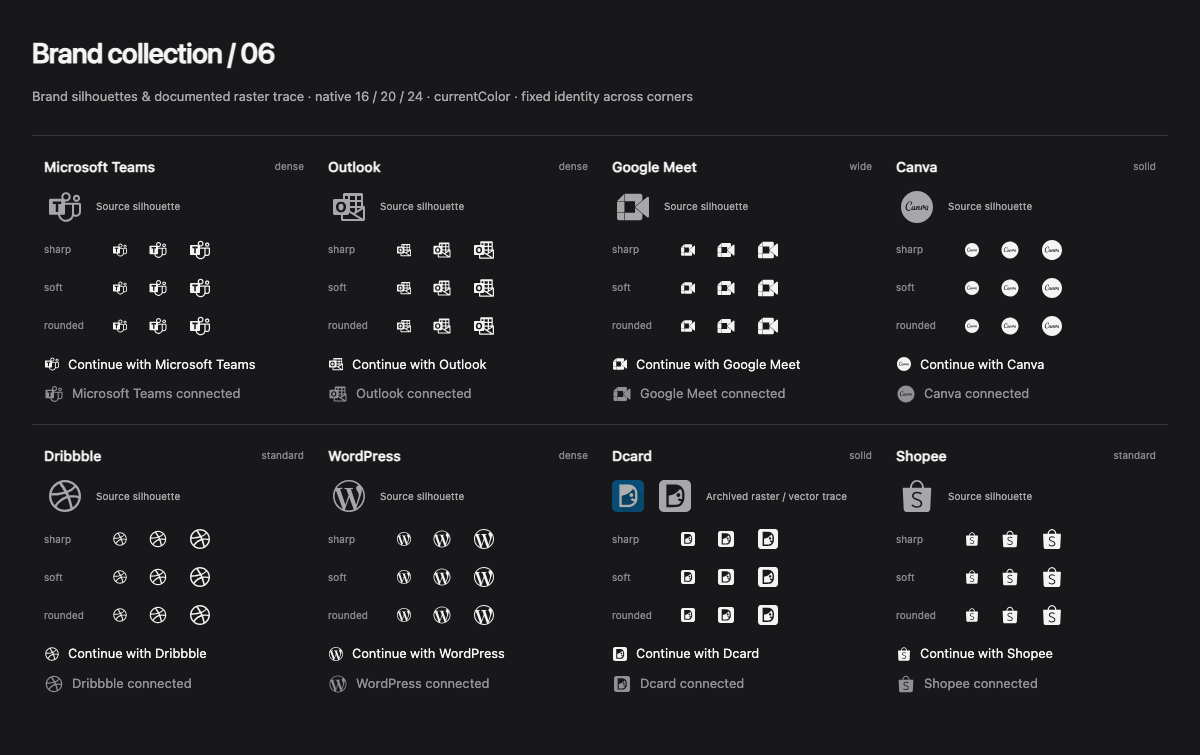 Brand collection / 06
Brand silhouettes & documented raster trace · native 16 / 20 / 24 · currentColor · fixed identity across corners
Microsoft Teams
dense
Source silhouette
sharp
soft
rounded
Continue with Microsoft Teams
Microsoft Teams connected
Outlook
dense
Source silhouette
sharp
soft
rounded
Continue with Outlook
Outlook connected
Google Meet
wide
Source silhouette
sharp
soft
rounded
Continue with Google Meet
Google Meet connected
Canva
solid
Canva
Source silhouette
sharp
soft
rounded
Continue with Canva
Canva connected
Dribbble
standard
Source silhouette
sharp
soft
rounded
Continue with Dribbble
Dribbble connected
WordPress
dense
Source silhouette
sharp
soft
rounded
Continue with WordPress
WordPress connected
Dcard
solid
Archived raster / vector trace
sharp
soft
rounded
Continue with Dcard
Dcard connected
Shopee
standard
Source silhouette
sharp
soft
rounded
Continue with Shopee
Shopee connected